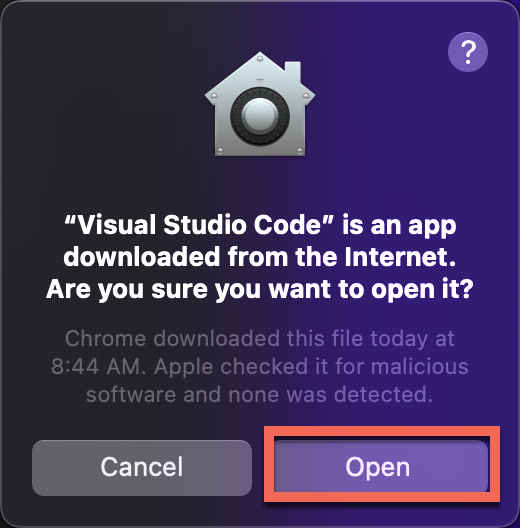 ?
“Visual Studio Code” is an app
downloaded from the Internet.
Are you sure you want to open it?
Chrome downloaded this file today at
8:44 AM. Apple checked it for malicious
software and none was detected.
Cancel
Open